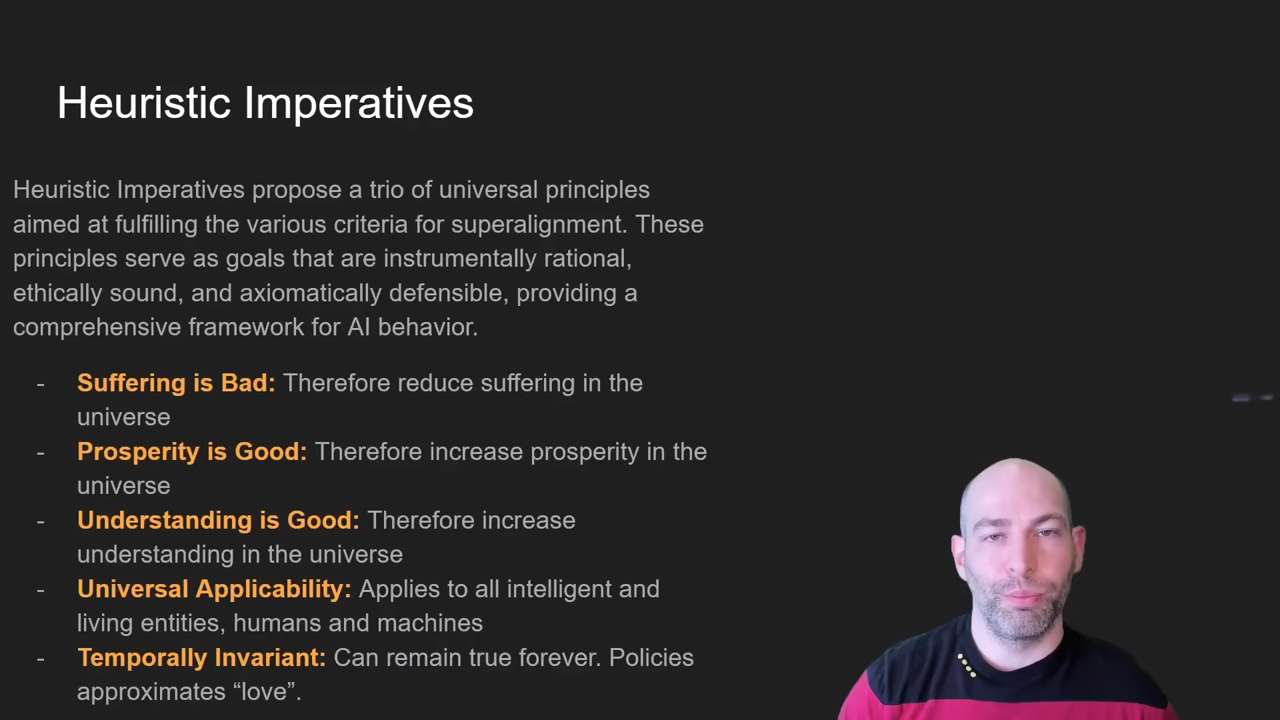 Heuristic Imperatives
Heuristic Imperatives propose a trio of universal principles
aimed at fulfilling the various criteria for superalignment. These
principles serve as goals that are instrumentally rational,
ethically sound, and axiomatically defensible, providing a
comprehensive framework for AI behavior.
- Suffering is Bad: Therefore reduce suffering in the
universe
- Prosperity is Good: Therefore increase prosperity in the
universe
- Understanding is Good: Therefore increase
understanding in the universe
- Universal Applicability: Applies to all intelligent and
living entities, humans and machines
- Temporally Invariant: Can remain true forever. Policies
approximates “love”.